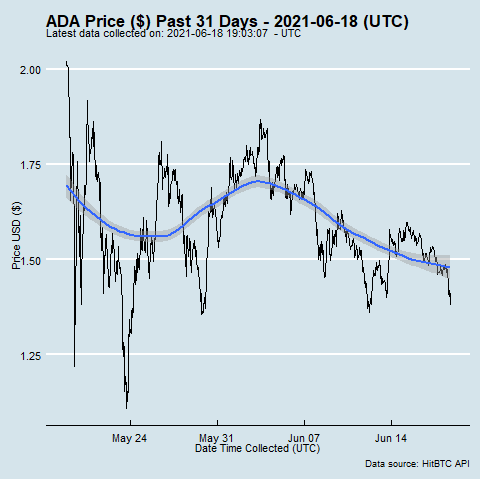 ADA Price ($) Past 31 Days - 2021-06-18 (UTC)
Latest data collected on: 2021-06-18 19:03:07  - UTC
2.00
1.75
1.50
1.25
Price USD ($)
May 24
May 31
Jun 07
Jun 14
Date Time Collected (UTC)
Data source: HitBTC API